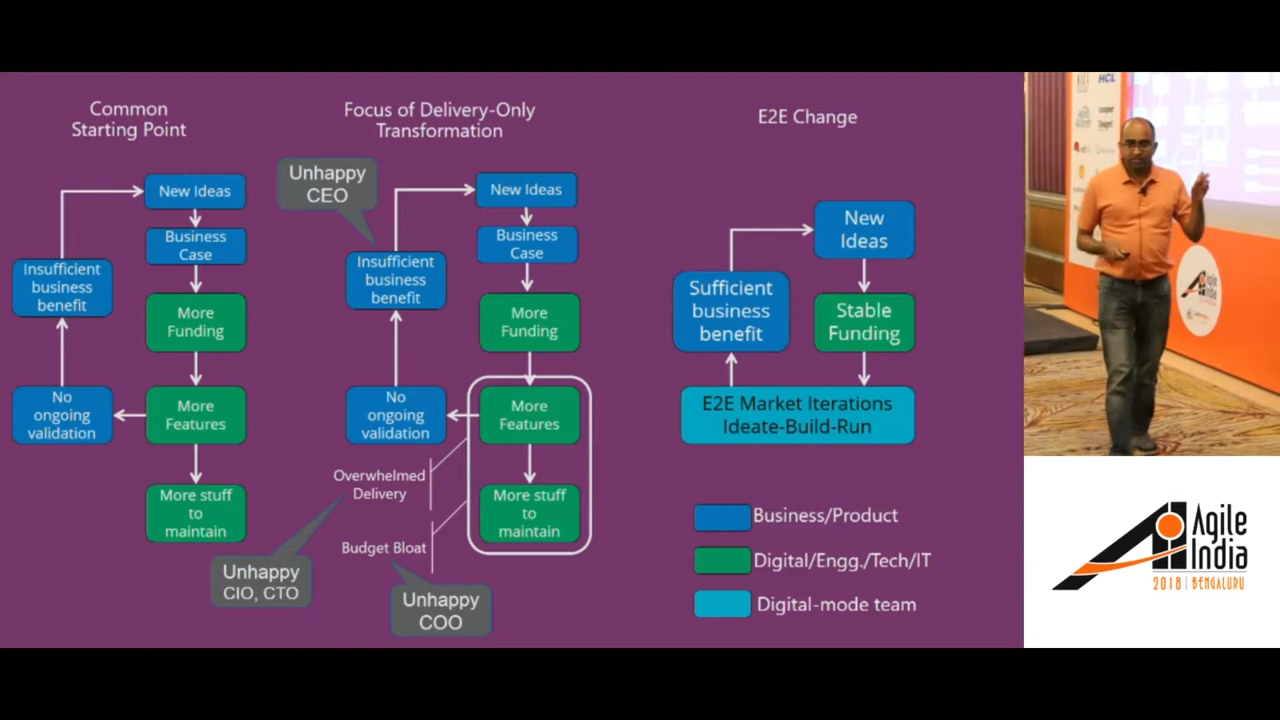 Common
Starting Point
New Ideas
Business
Case
Insufficient
business
benefit
More
Funding
No
ongoing
validation
More
Features
More stuff
to
maintain
Focus of Delivery-Only
Transformation
Unhappy
CEO
New Ideas
Business
Case
Insufficient
business
benefit
More
Funding
No
ongoing
validation
More
Features
Overwhelmed
Delivery
More stuff
to
maintain
Budget Bloat
Unhappy
CIO, CTO
Unhappy
COO
E2E Change
New
Ideas
Sufficient
business
benefit
Stable
Funding
E2E Market Iterations
Ideate-Build-Run
Business/Product
Digital/Engg./Tech/IT
Digital-mode team
HCL
Agile
India
Agile
India
2018 | BENGALURU